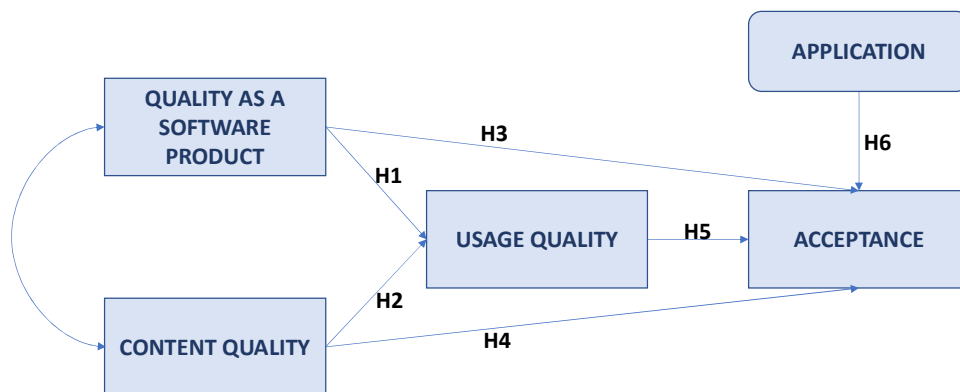 APPLICATION
QUALITY AS A
SOFTWARE
PRODUCT
H3
H6
H1
USAGE QUALITY
H5
ACCEPTANCE
H2
CONTENT QUALITY
H4